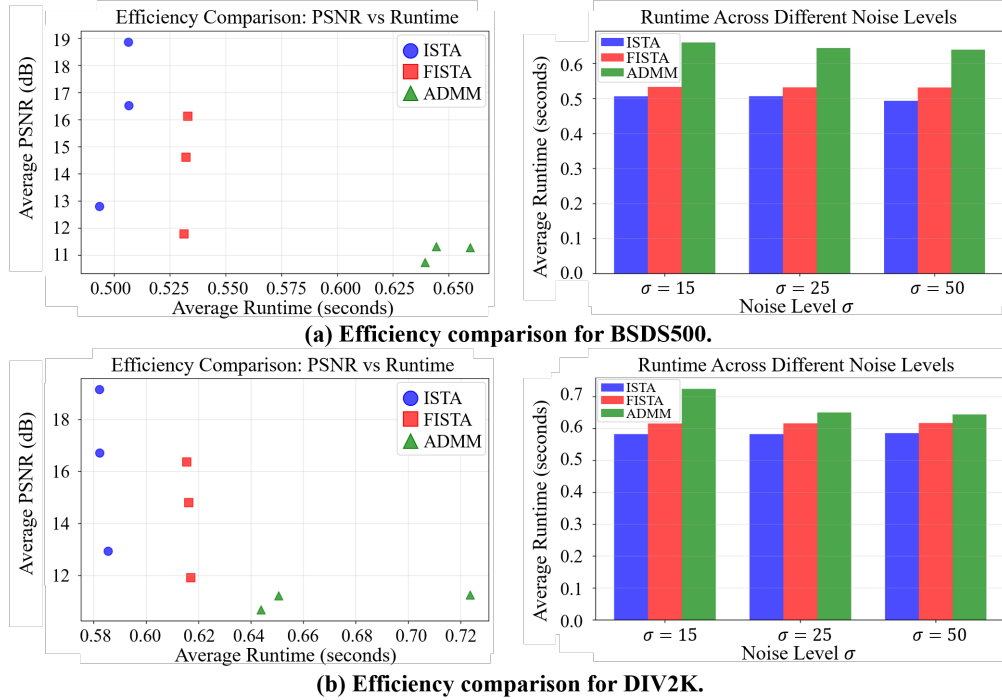 Efficiency Comparison: PSNR vs Runtime
Average PSNR (dB)
19
18
17
16
15
14
13
12
11
ISTA
FISTA
ADMM
0.500 0.525 0.550 0.575 0.600 0.625 0.650
Average Runtime (seconds)
Runtime Across Different Noise Levels
Average Runtime (seconds)
0.6
0.5
0.4
0.3
0.2
0.1
0.0
ISTA
FISTA
ADMM
σ = 15 σ = 25 σ = 50
Noise Level σ
(a) Efficiency comparison for BSDS500.
Efficiency Comparison: PSNR vs Runtime
Average PSNR (dB)
18
16
14
12
ISTA
FISTA
ADMM
0.58 0.60 0.62 0.64 0.66 0.68 0.70 0.72
Average Runtime (seconds)
Runtime Across Different Noise Levels
Average Runtime (seconds)
0.7
0.6
0.5
0.4
0.3
0.2
0.1
0.0
ISTA
FISTA
ADMM
σ = 15 σ = 25 σ = 50
Noise Level σ
(b) Efficiency comparison for DIV2K.